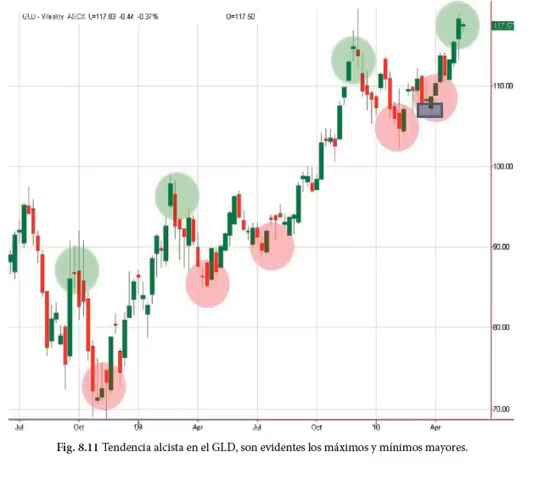 GLD - Weekly ARCX C=117.83 -0.44 -0.37% O=117.50
117.57
110.00
100.00
90.00
80.00
70.00
Jul Oct '09 Apr Jul Oct '10 Apr
Fig. 8.11 Tendencia alcista en el GLD, son evidentes los máximos y mínimos mayores.